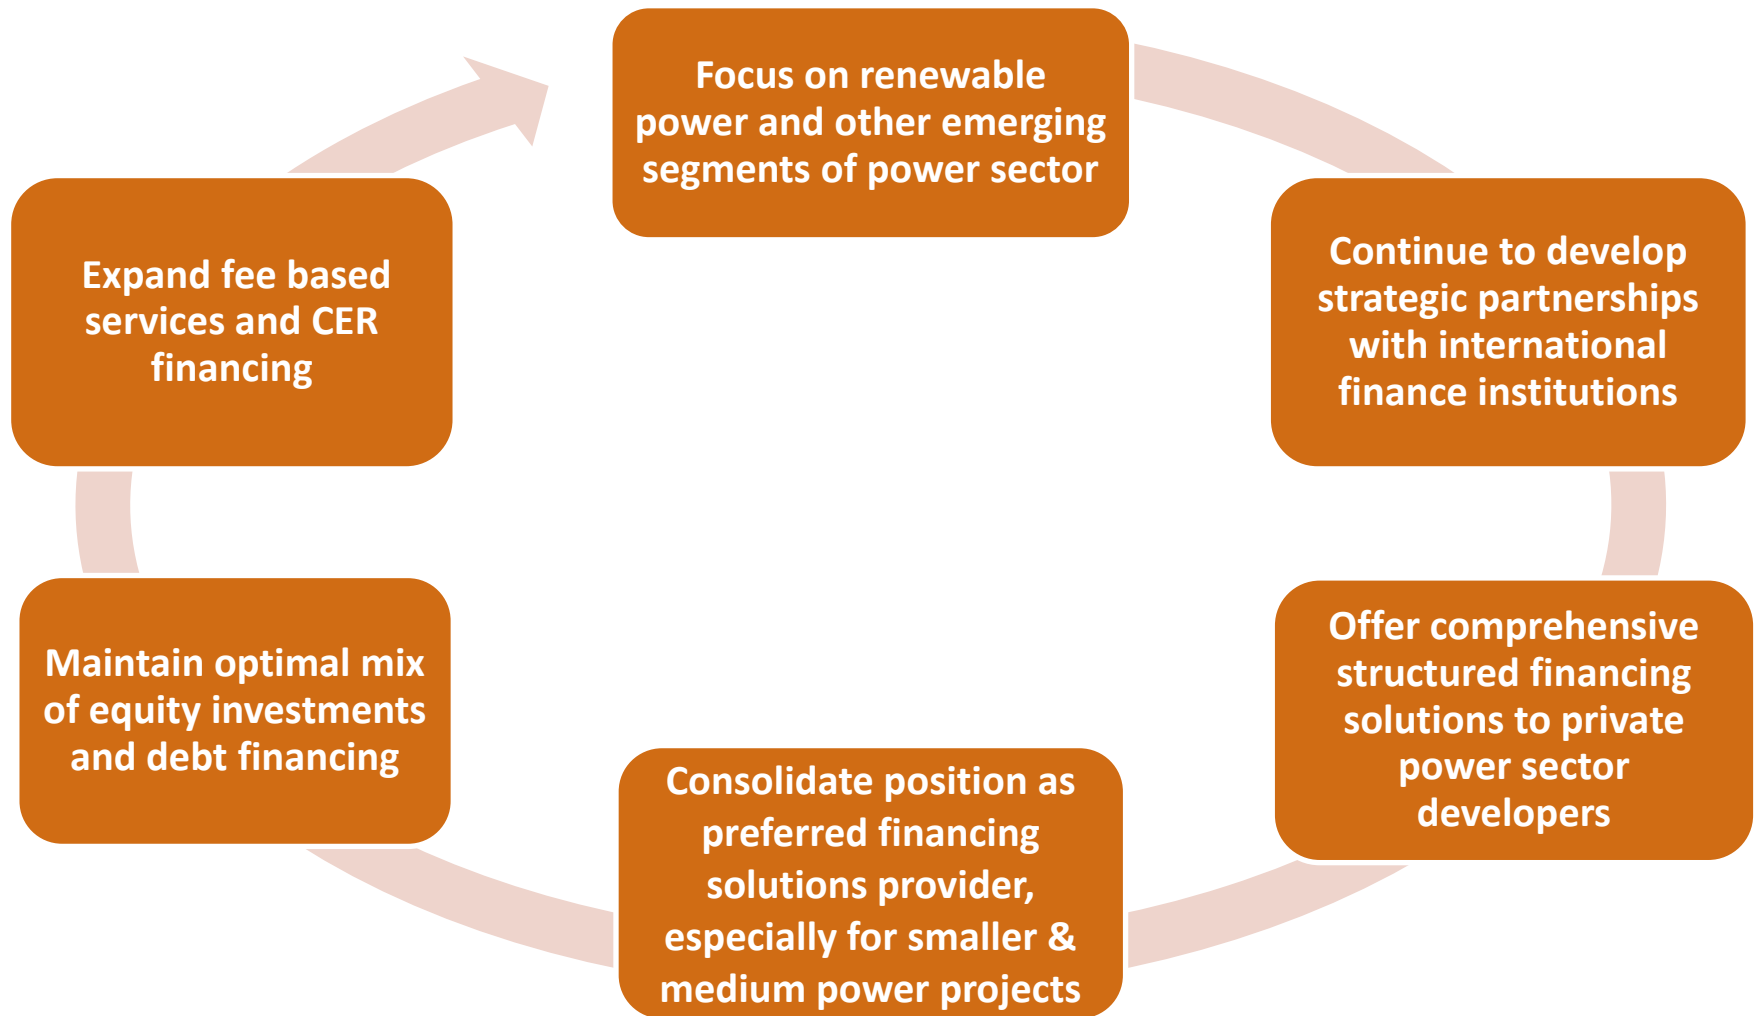 Focus on renewable
power and other emerging
segments of power sector
Continue to develop
strategic partnerships
with international
finance institutions
Offer comprehensive
structured financing
solutions to private
power sector
developers
Consolidate position as
preferred financing
solutions provider,
especially for smaller &
medium power projects
Maintain optimal mix
of equity investments
and debt financing
Expand fee based
services and CER
financing